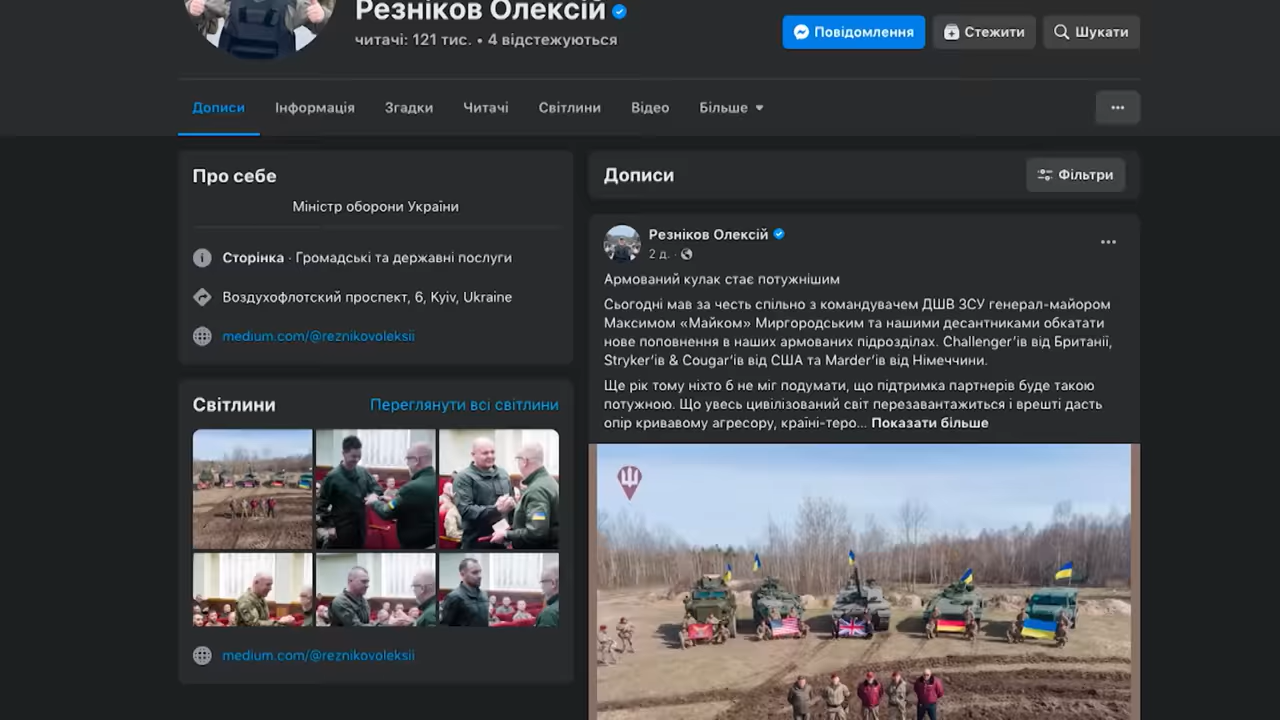 Резніков Олексій
читачі: 121 тис. • 4 відстежуються
Повідомлення
Стежити
Шукати
Дописи
Інформація
Згадки
Читачі
Світлини
Відео
Більше
Про себе
Міністр оборони України
Сторінка · Громадські та державні послуги
Воздухофлотский проспект, 6, Kyiv, Ukraine
medium.com/@reznikovoleksii
Світлини
Переглянути всі світлини
medium.com/@reznikovoleksii
Дописи
Фільтри
Резніков Олексій
2 д. ·
Армований кулак стає потужнішим
Сьогодні мав за честь спільно з командувачем ДШВ ЗСУ генерал-майором
Максимом «Майком» Миргородським та нашими десантниками обкатати
нове поповнення в наших армованих підрозділах. Challenger’ів від Британії,
Stryker’ів & Cougar’ів від США та Marder’ів від Німеччини.
Ще рік тому ніхто б не міг подумати, що підтримка партнерів буде такою
потужною. Що увесь цивілізований світ перезавантажиться і врешті дасть
опір кривавому агресору, країні-теро... Показати більше